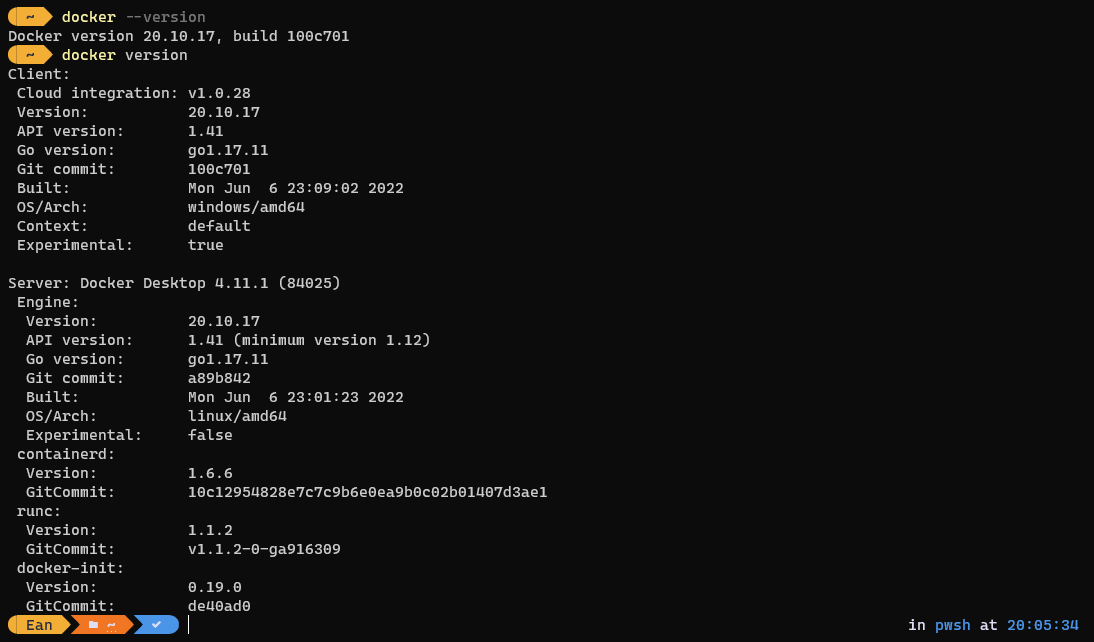 ~ docker --version
Docker version 20.10.17, build 100c701
~ docker version
Client:
 Cloud integration: v1.0.28
 Version:           20.10.17
 API version:       1.41
 Go version:        go1.17.11
 Git commit:        100c701
 Built:             Mon Jun  6 23:09:02 2022
 OS/Arch:           windows/amd64
 Context:           default
 Experimental:      true

Server: Docker Desktop 4.11.1 (84025)
 Engine:
  Version:          20.10.17
  API version:      1.41 (minimum version 1.12)
  Go version:       go1.17.11
  Git commit:       a89b842
  Built:            Mon Jun  6 23:01:23 2022
  OS/Arch:          linux/amd64
  Experimental:     false
 containerd:
  Version:          1.6.6
  GitCommit:        10c12954828e7c7c9b6e0ea9b0c02b01407d3ae1
 runc:
  Version:          1.1.2
  GitCommit:        v1.1.2-0-ga916309
 docker-init:
  Version:          0.19.0
  GitCommit:        de40ad0
Ean ~ ✓ in pwsh at 20:05:34